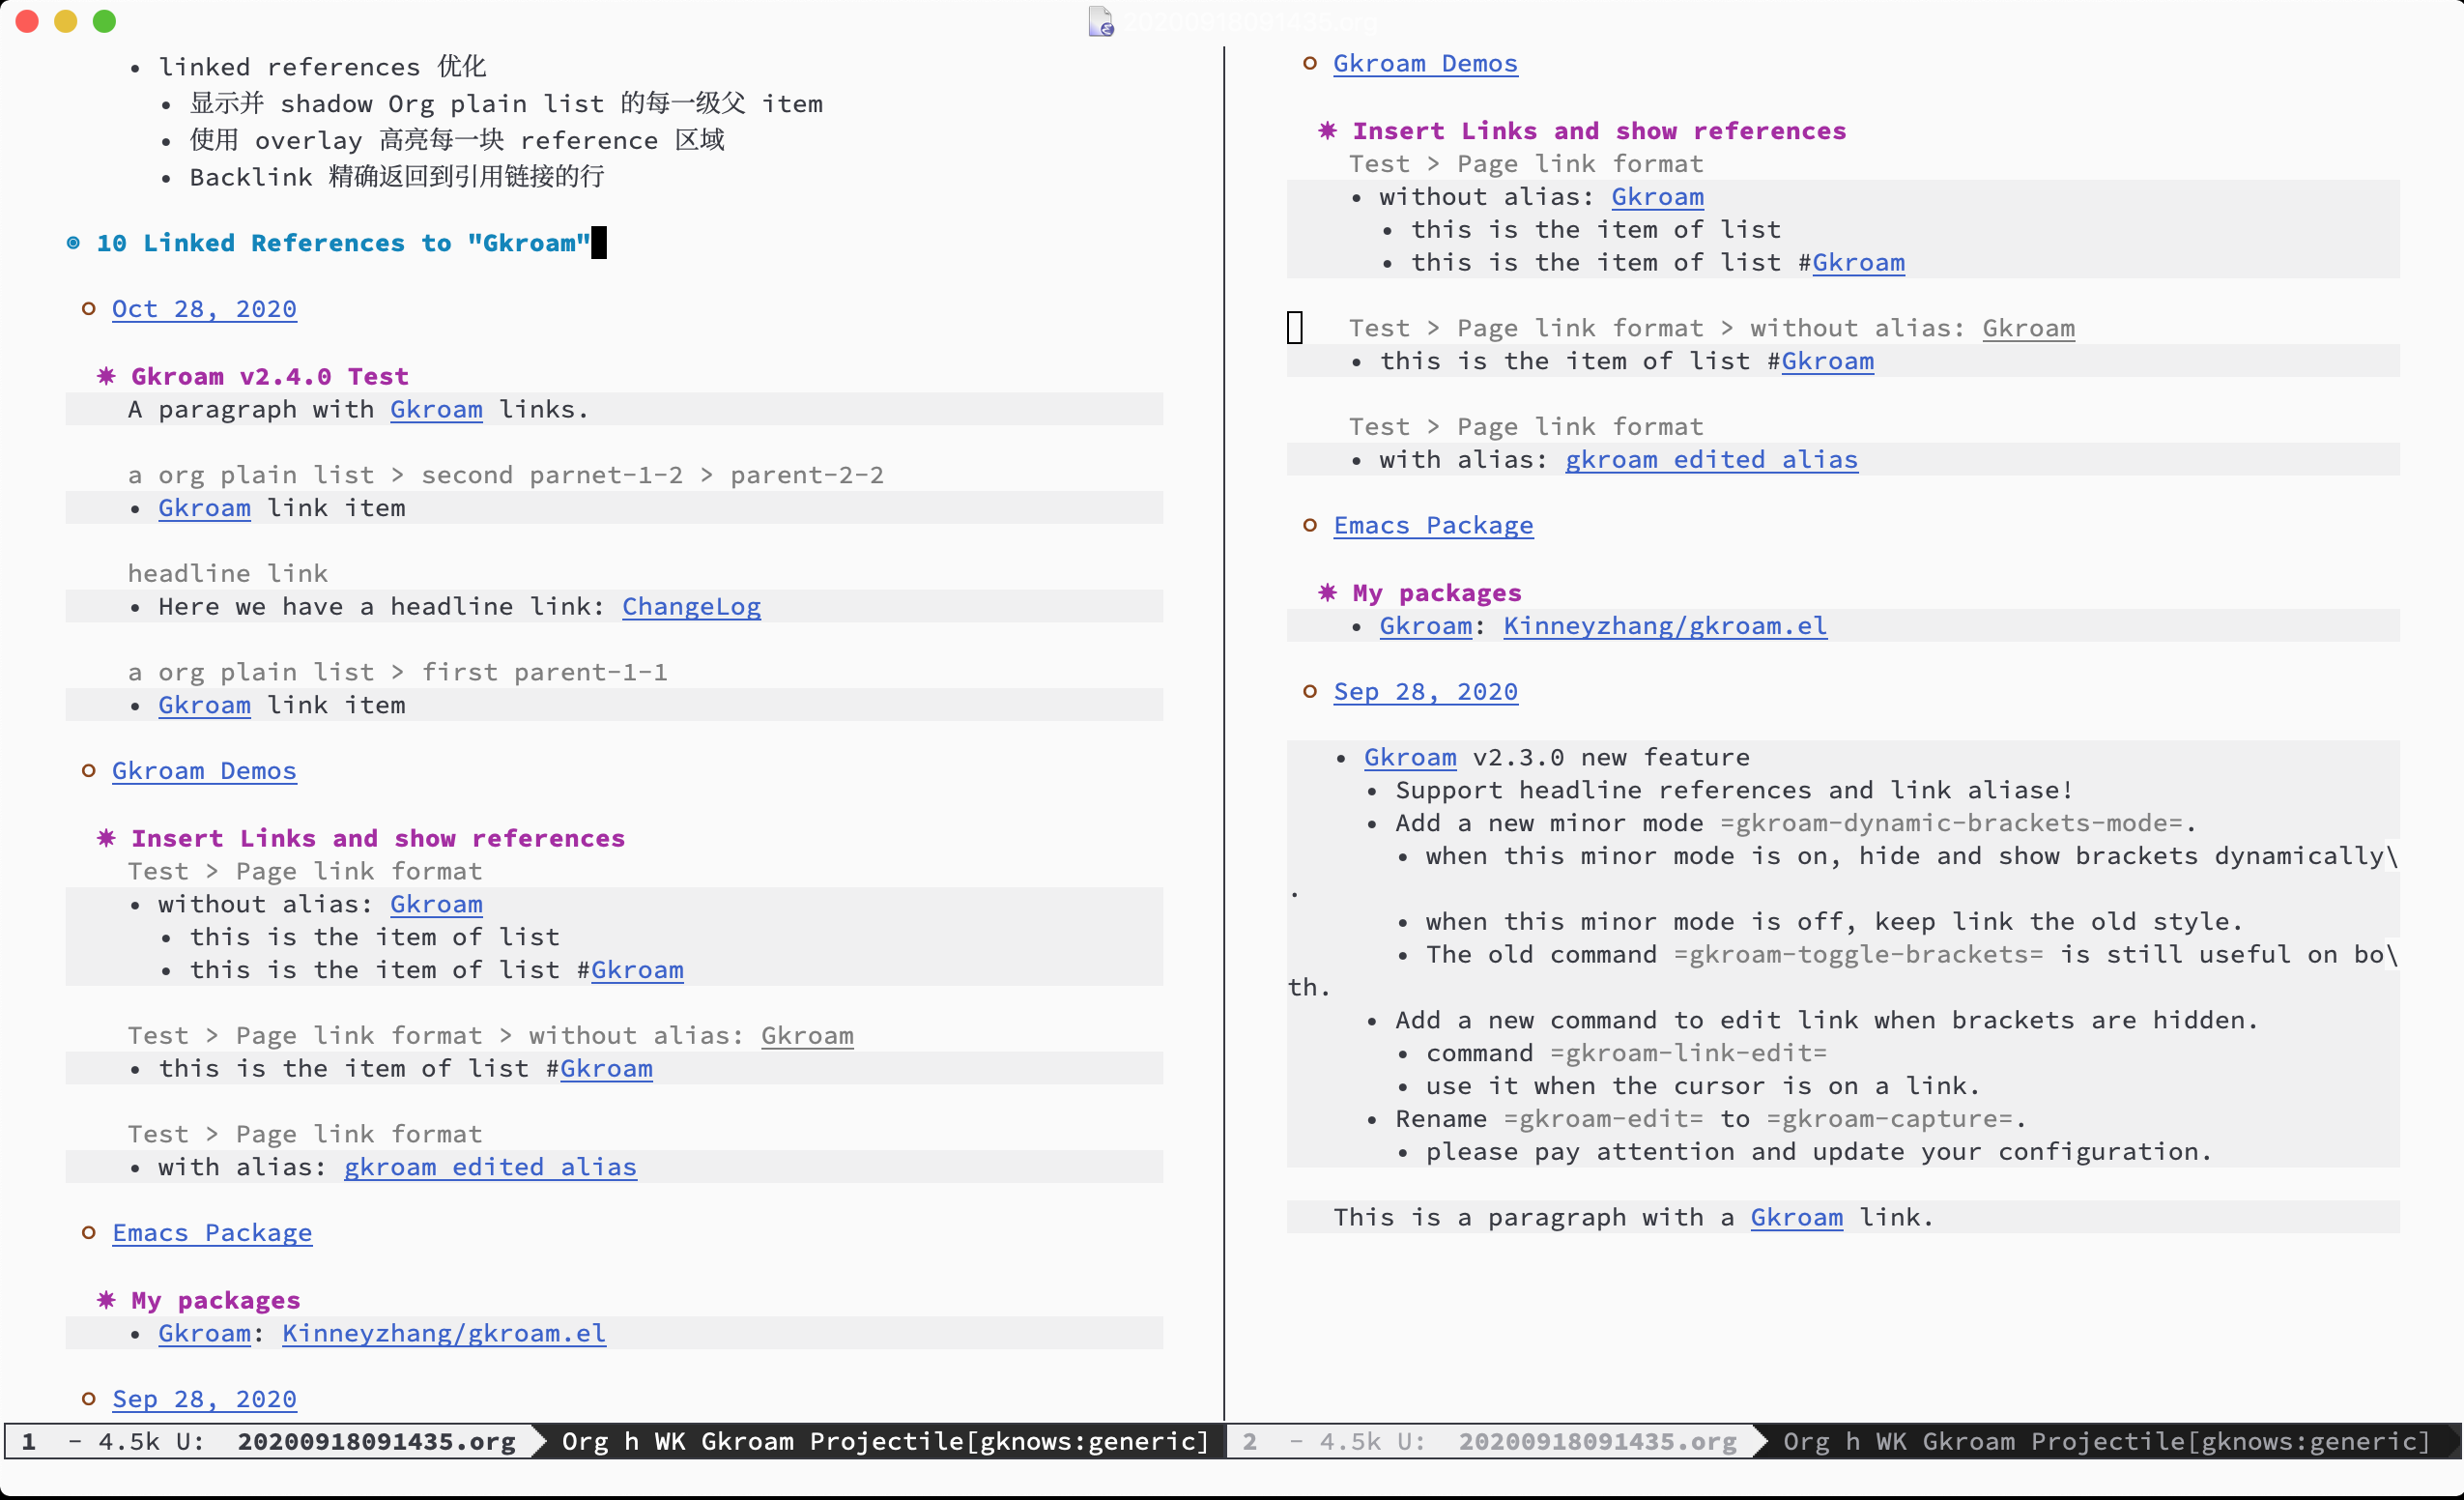 20200918091435.org
• linked references 优化
• 显示并 shadow Org plain list 的每一级父 item
• 使用 overlay 高亮每一块 reference 区域
• Backlink 精确返回到引用链接的行
10 Linked References to "Gkroam"
Oct 28, 2020
Gkroam v2.4.0 Test
A paragraph with Gkroam links.
a org plain list > second parnet-1-2 > parent-2-2
• Gkroam link item
headline link
• Here we have a headline link: ChangeLog
a org plain list > first parent-1-1
• Gkroam link item
Gkroam Demos
Insert Links and show references
Test > Page link format
• without alias: Gkroam
• this is the item of list
• this is the item of list #Gkroam
Test > Page link format > without alias: Gkroam
• this is the item of list #Gkroam
Test > Page link format
• with alias: gkroam edited alias
Emacs Package
My packages
• Gkroam: Kinneyzhang/gkroam.el
Sep 28, 2020
1 - 4.5k U: 20200918091435.org Org h WK Gkroam Projectile[gknows:generic]
Gkroam Demos
Insert Links and show references
Test > Page link format
• without alias: Gkroam
• this is the item of list
• this is the item of list #Gkroam
Test > Page link format > without alias: Gkroam
• this is the item of list #Gkroam
Test > Page link format
• with alias: gkroam edited alias
Emacs Package
My packages
• Gkroam: Kinneyzhang/gkroam.el
Sep 28, 2020
• Gkroam v2.3.0 new feature
• Support headline references and link aliase!
• Add a new minor mode =gkroam-dynamic-brackets-mode=.
• when this minor mode is on, hide and show brackets dynamically\
.
• when this minor mode is off, keep link the old style.
• The old command =gkroam-toggle-brackets= is still useful on bo\
th.
• Add a new command to edit link when brackets are hidden.
• command =gkroam-link-edit=
• use it when the cursor is on a link.
• Rename =gkroam-edit= to =gkroam-capture=.
• please pay attention and update your configuration.
This is a paragraph with a Gkroam link.
2 - 4.5k U: 20200918091435.org Org h WK Gkroam Projectile[gknows:generic]